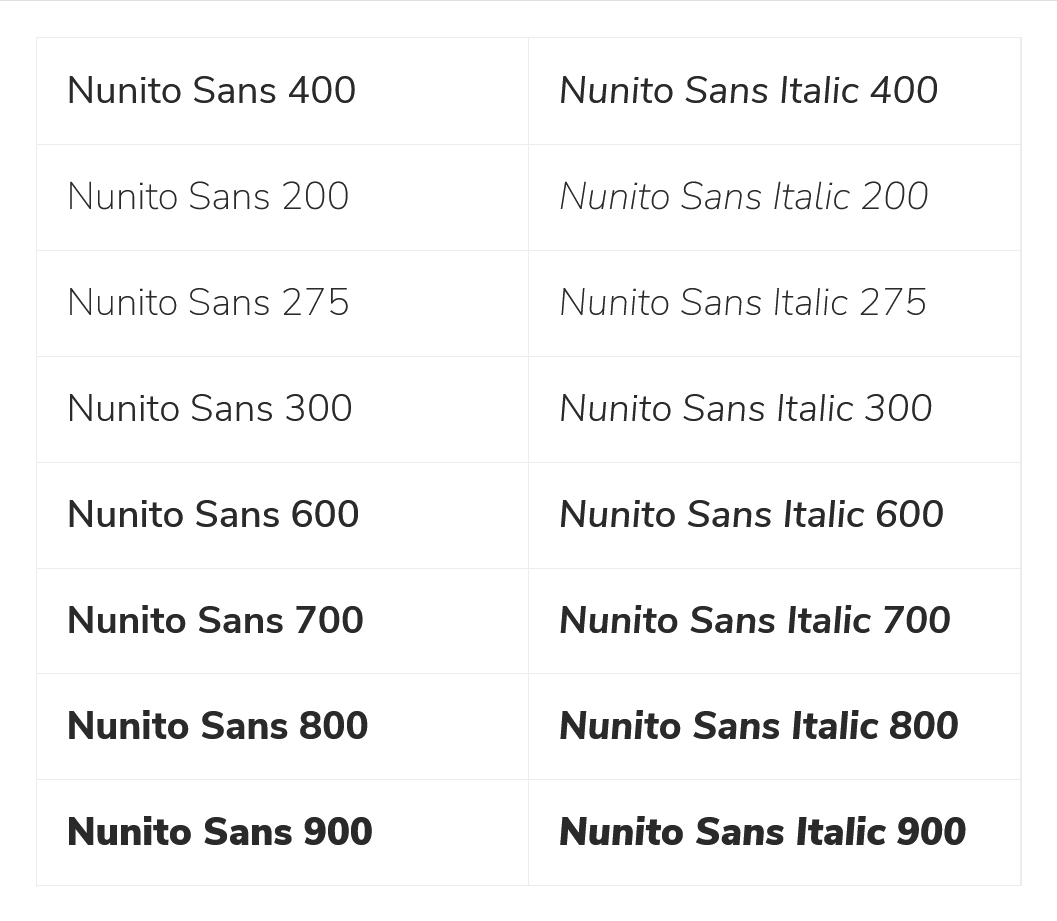 Nunito Sans 400
Nunito Sans Italic 400
Nunito Sans 200
Nunito Sans Italic 200
Nunito Sans 275
Nunito Sans Italic 275
Nunito Sans 300
Nunito Sans Italic 300
Nunito Sans 600
Nunito Sans Italic 600
Nunito Sans 700
Nunito Sans Italic 700
Nunito Sans 800
Nunito Sans Italic 800
Nunito Sans 900
Nunito Sans Italic 900